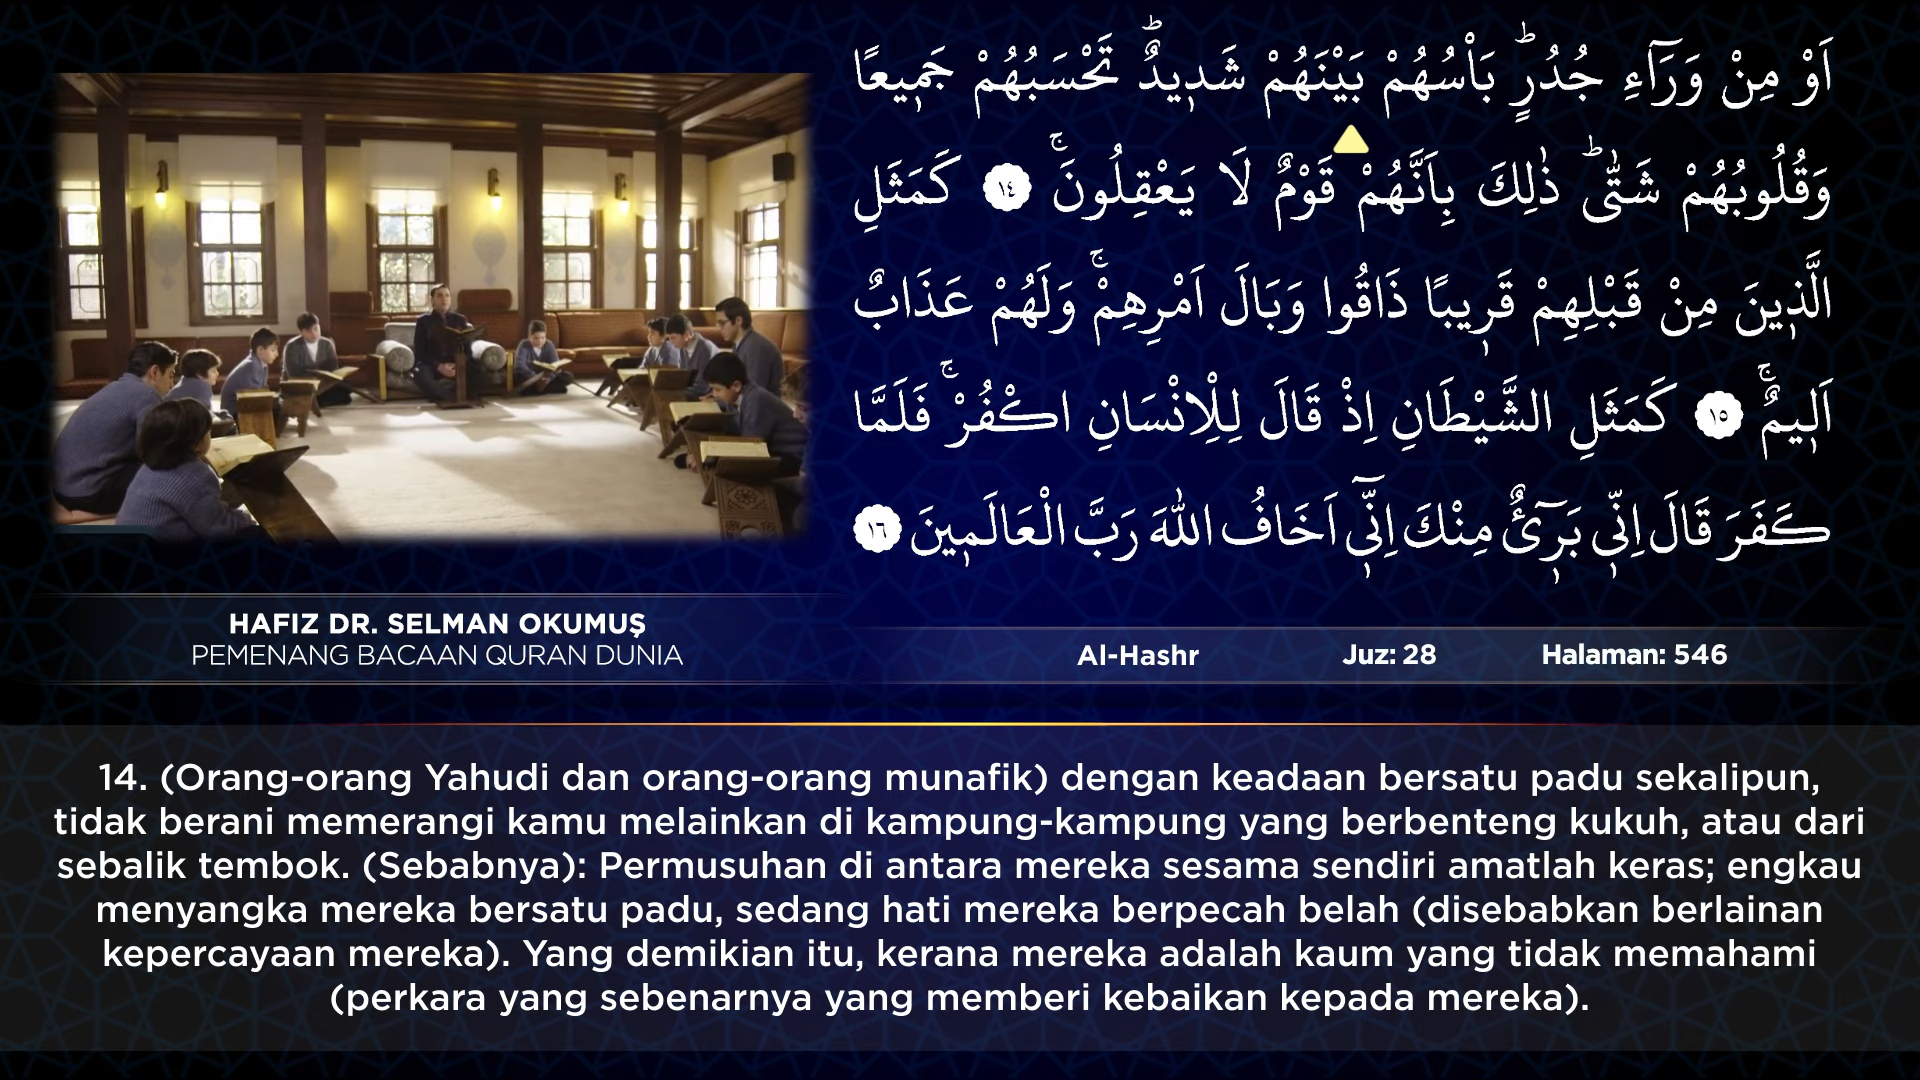 اَوْ مِنْ وَرَٓاءِ جُدُرٍۜ بَاْسُهُمْ بَيْنَهُمْ شَدٖيدٌۜ تَحْسَبُهُمْ جَمٖيعًا
وَقُلُوبُهُمْ شَتّٰىۜ ذٰلِكَ بِاَنَّهُمْ قَوْمٌ لَا يَعْقِلُونَۚ ١٤ كَمَثَلِ
الَّذٖينَ مِنْ قَبْلِهِمْ قَرٖيبًا ذَاقُوا وَبَالَ اَمْرِهِمْۚ وَلَهُمْ عَذَابٌ
اَلٖيمٌۚ ١٥ كَمَثَلِ الشَّيْطَانِ اِذْ قَالَ لِلْاِنْسَانِ اكْفُرْۚ فَلَمَّا
كَفَرَ قَالَ اِنّٖي بَرٖٓيءٌ مِنْكَ اِنّٖٓي اَخَافُ اللّٰهَ رَبَّ الْعَالَمٖينَ ١٦
HAFIZ DR. SELMAN OKUMUŞ
PEMENANG BACAAN QURAN DUNIA
Al-Hashr Juz: 28 Halaman: 546
14. (Orang-orang Yahudi dan orang-orang munafik) dengan keadaan bersatu padu sekalipun,
tidak berani memerangi kamu melainkan di kampung-kampung yang berbenteng kukuh, atau dari
sebalik tembok. (Sebabnya): Permusuhan di antara mereka sesama sendiri amatlah keras; engkau
menyangka mereka bersatu padu, sedang hati mereka berpecah belah (disebabkan berlainan
kepercayaan mereka). Yang demikian itu, kerana mereka adalah kaum yang tidak memahami
(perkara yang sebenarnya yang memberi kebaikan kepada mereka).